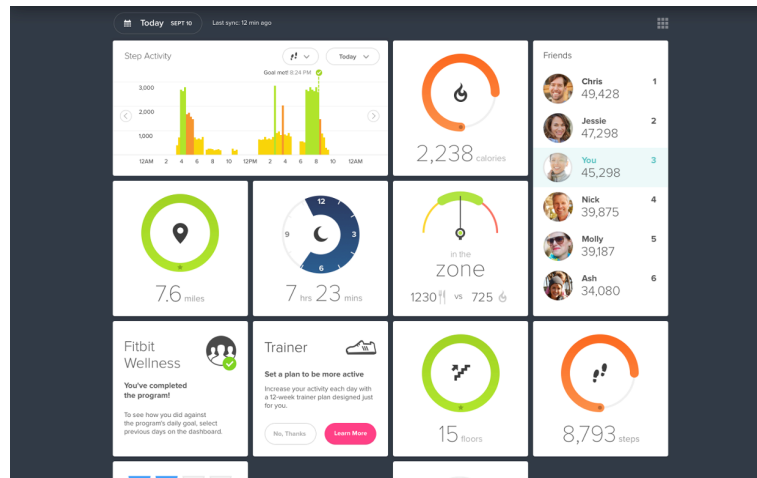 Today SEPT 10
Last sync: 12 min ago
Step Activity
Today
Goal met! 8:24 PM
3,000
2,000
1,000
12AM 2 4 6 8 10 12PM 2 4 6 8 10 12AM
2,238 calories
Friends
Chris 1
49,428
Jessie 2
47,298
You 3
45,298
Nick 4
39,875
Molly 5
39,187
Ash 6
34,080
7.6 miles
12
9 3
6
7 hrs 23 mins
in the
zone
1230 vs 725
Fitbit
Wellness
You've completed
the program!
To see how you did against
the program's daily goal, select
previous days on the dashboard.
Trainer
Set a plan to be more active
Increase your activity each day with
a 12-week trainer plan designed just
for you.
No, Thanks
Learn More
15 floors
8,793 steps